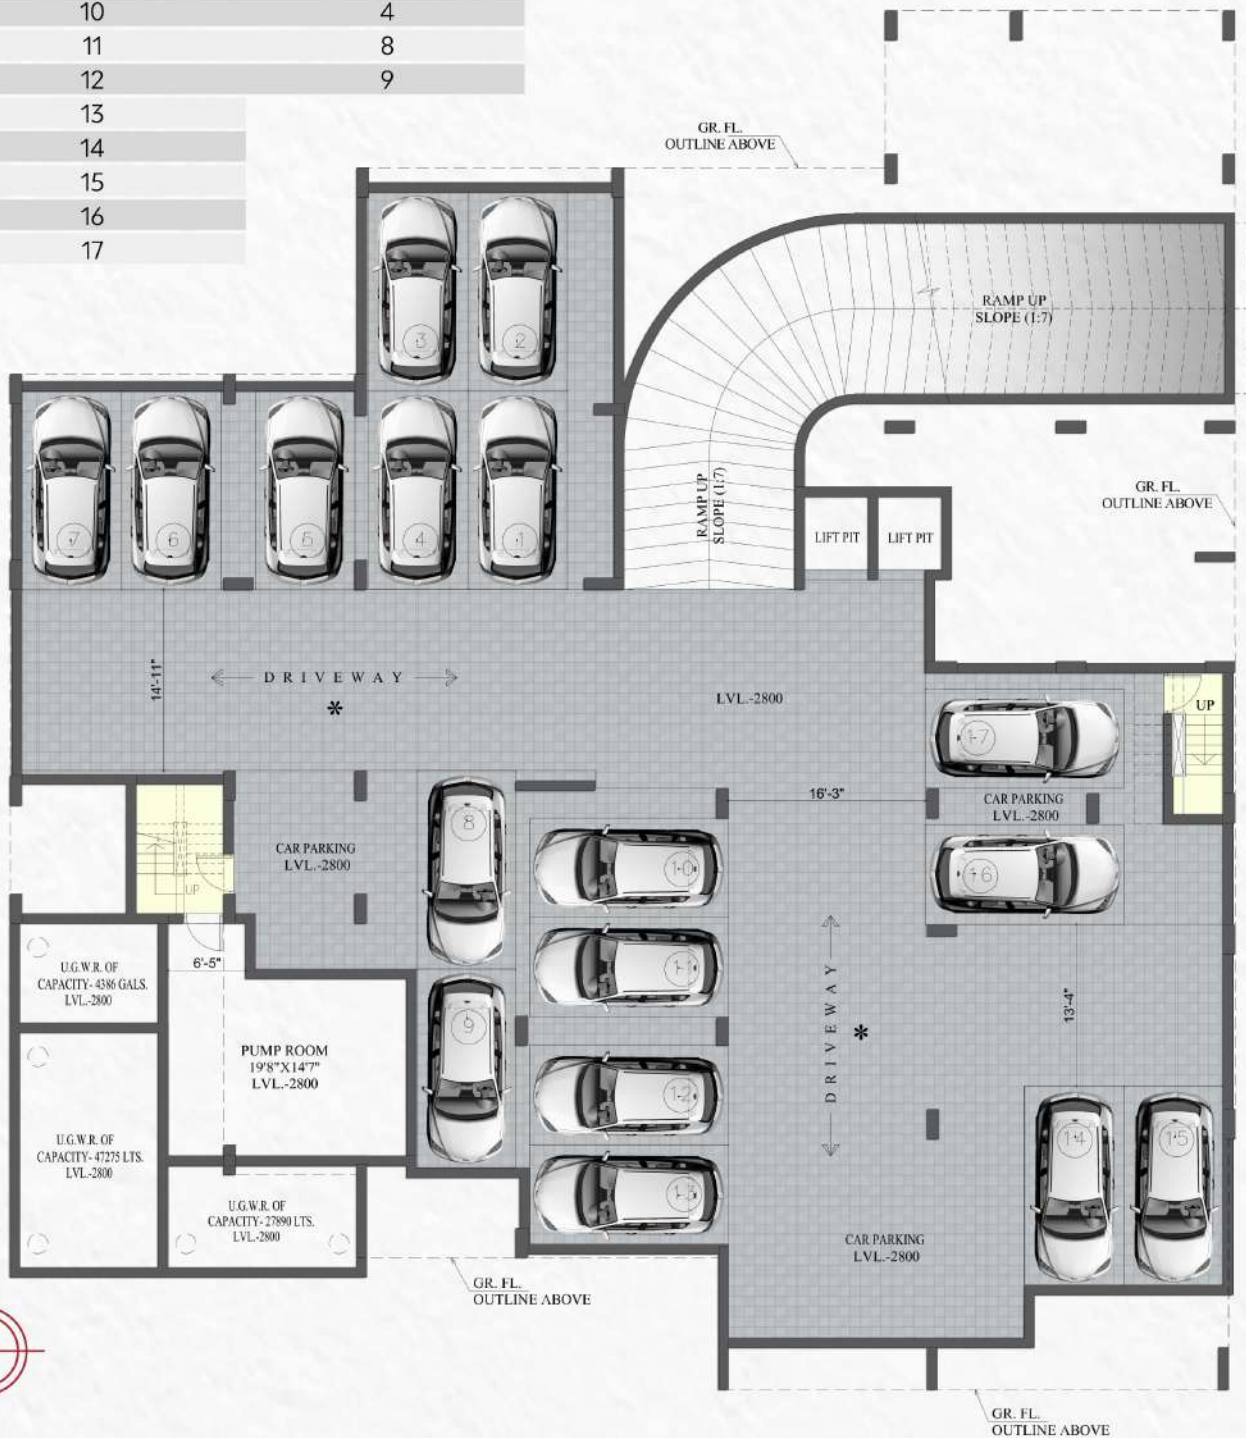 10 4
11 8
12 9
13
14
15
16
17
GR. FL.
OUTLINE ABOVE
RAMP UP
SLOPE (1:7)
3
2
RAMP UP
SLOPE (1:7)
GR. FL.
OUTLINE ABOVE
LIFT PIT
LIFT PIT
7
6
5
4
1
14'-11"
DRIVEWAY
*
LVL.-2800
UP
17
16'-3"
CAR PARKING
LVL.-2800
8
CAR PARKING
LVL.-2800
10
16
UP
6'-5"
U.G.W.R. OF
CAPACITY- 4386 GALS.
LVL.-2800
11
13'-4"
DRIVEWAY
*
9
PUMP ROOM
19'8"X14'7"
LVL.-2800
12
U.G.W.R. OF
CAPACITY- 47275 LTS.
LVL.-2800
14
15
13
U.G.W.R. OF
CAPACITY- 27890 LTS.
LVL.-2800
CAR PARKING
LVL.-2800
GR. FL.
OUTLINE ABOVE
GR. FL.
OUTLINE ABOVE